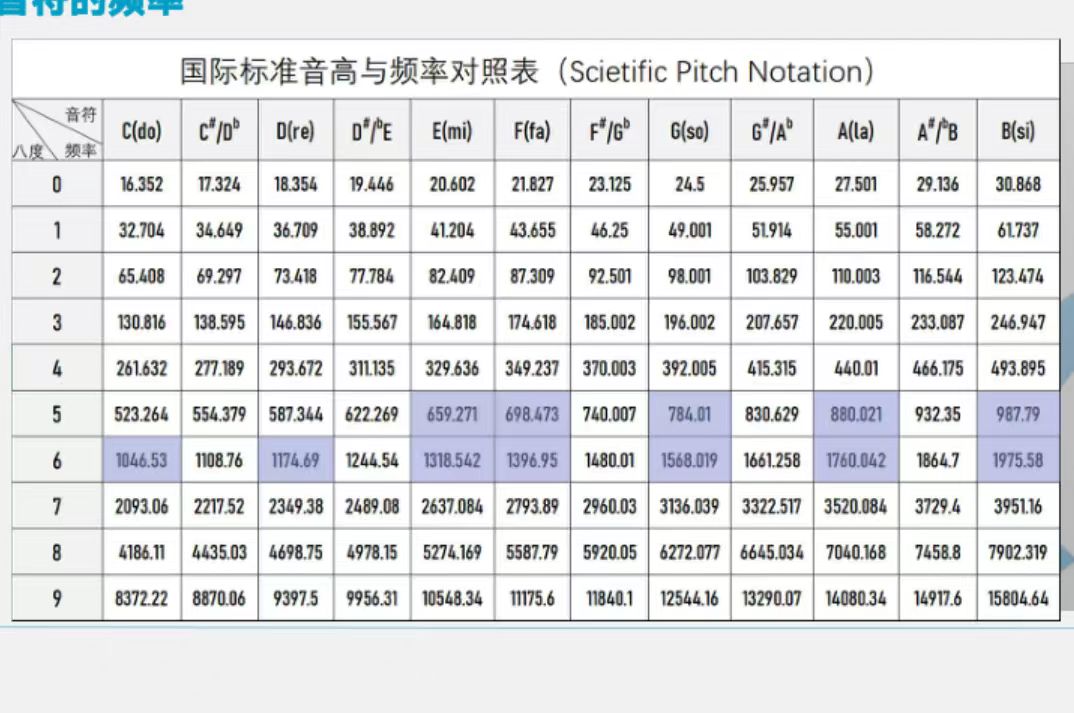 音符的频率
国际标准音高与频率对照表（Scietific Pitch Notation）
音符
八度 频率 C(do) C#/Db D(re) D#/bE E(mi) F(fa) F#/Gb G(so) G#/Ab A(la) A#/bB B(si)
0 16.352 17.324 18.354 19.446 20.602 21.827 23.125 24.5 25.957 27.501 29.136 30.868
1 32.704 34.649 36.709 38.892 41.204 43.655 46.25 49.001 51.914 55.001 58.272 61.737
2 65.408 69.297 73.418 77.784 82.409 87.309 92.501 98.001 103.829 110.003 116.544 123.474
3 130.816 138.595 146.836 155.567 164.818 174.618 185.002 196.002 207.657 220.005 233.087 246.947
4 261.632 277.189 293.672 311.135 329.636 349.237 370.003 392.005 415.315 440.01 466.175 493.895
5 523.264 554.379 587.344 622.269 659.271 698.473 740.007 784.01 830.629 880.021 932.35 987.79
6 1046.53 1108.76 1174.69 1244.54 1318.542 1396.95 1480.01 1568.019 1661.258 1760.042 1864.7 1975.58
7 2093.06 2217.52 2349.38 2489.08 2637.084 2793.89 2960.03 3136.039 3322.517 3520.084 3729.4 3951.16
8 4186.11 4435.03 4698.75 4978.15 5274.169 5587.79 5920.05 6272.077 6645.034 7040.168 7458.8 7902.319
9 8372.22 8870.06 9397.5 9956.31 10548.34 11175.6 11840.1 12544.16 13290.07 14080.34 14917.6 15804.64